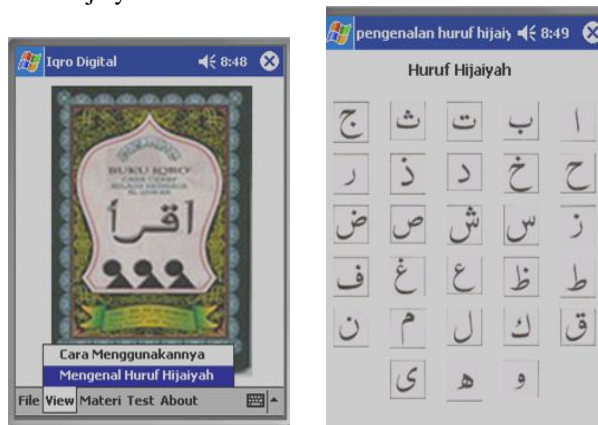 Iqro Digital 8:48
BUKU IQRO'
اقرأ
Cara Menggunakannya
Mengenal Huruf Hijaiyah
File View Materi Test About
pengenalan huruf hijaiy 8:49
Huruf Hijaiyah
ا ب ت ث ج
ح خ د ذ ر
ز س ش ص ض
ط ظ ع غ ف
ق ك ل م ن
و ه ى